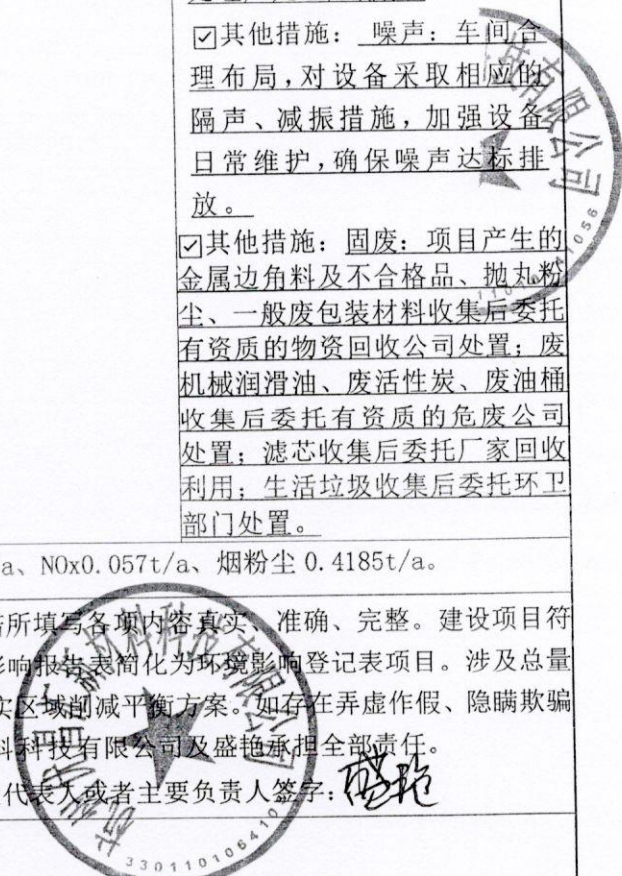 ☑其他措施： 噪声：车间合
理布局，对设备采取相应的
隔声、减振措施，加强设备
日常维护，确保噪声达标排
放。
☑其他措施：固废：项目产生的
金属边角料及不合格品、抛丸粉
尘、一般废包装材料收集后委托
有资质的物资回收公司处置；废
机械润滑油、废活性炭、废油桶
收集后委托有资质的危废公司
处置；滤芯收集后委托厂家回收
利用；生活垃圾收集后委托环卫
部门处置。
/a、NOx0.057t/a、烟粉尘 0.4185t/a。
所填写各项内容真实、准确、完整。建设项目符
影响报告表简化为环境影响登记表项目。涉及总量
实区域削减平衡方案。如存在弄虚作假、隐瞒欺骗
料科技有限公司及盛艳承担全部责任。
代表人或者主要负责人签字：盛艳
有限公司
科技有限公司